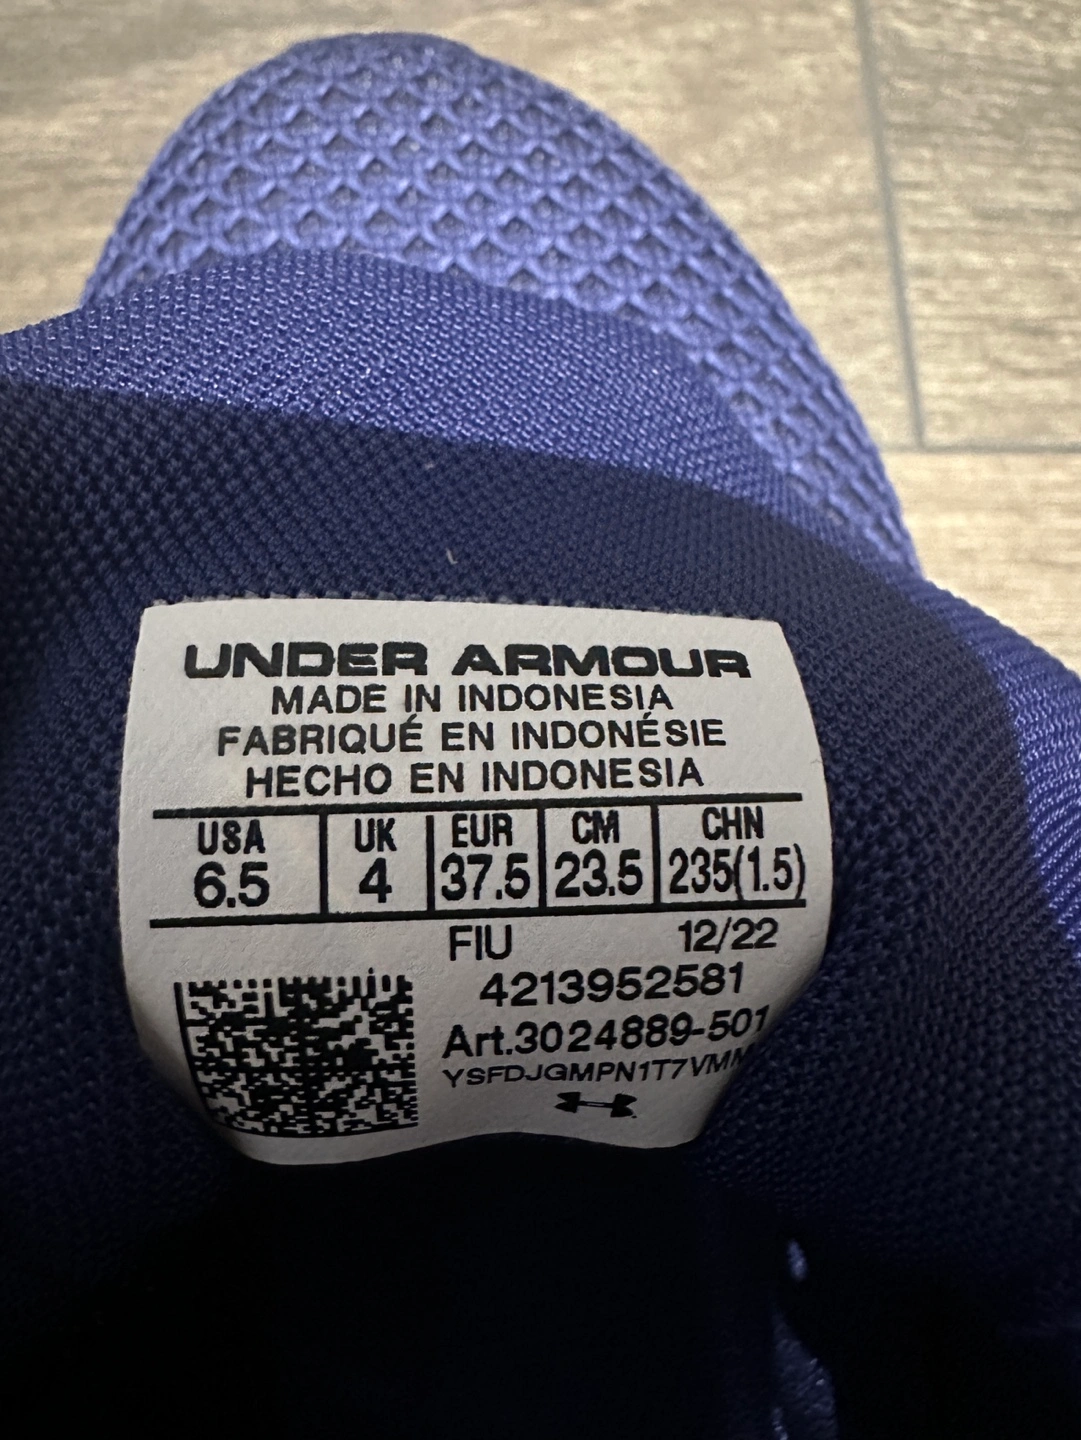 UNDER ARMOUR
MADE IN INDONESIA
FABRIQUÉ EN INDONÉSIE
HECHO EN INDONESIA
USA UK EUR CM CHN
6.5 4 37.5 23.5 235(1.5)
FIU 12/22
4213952581
Art.3024889-501